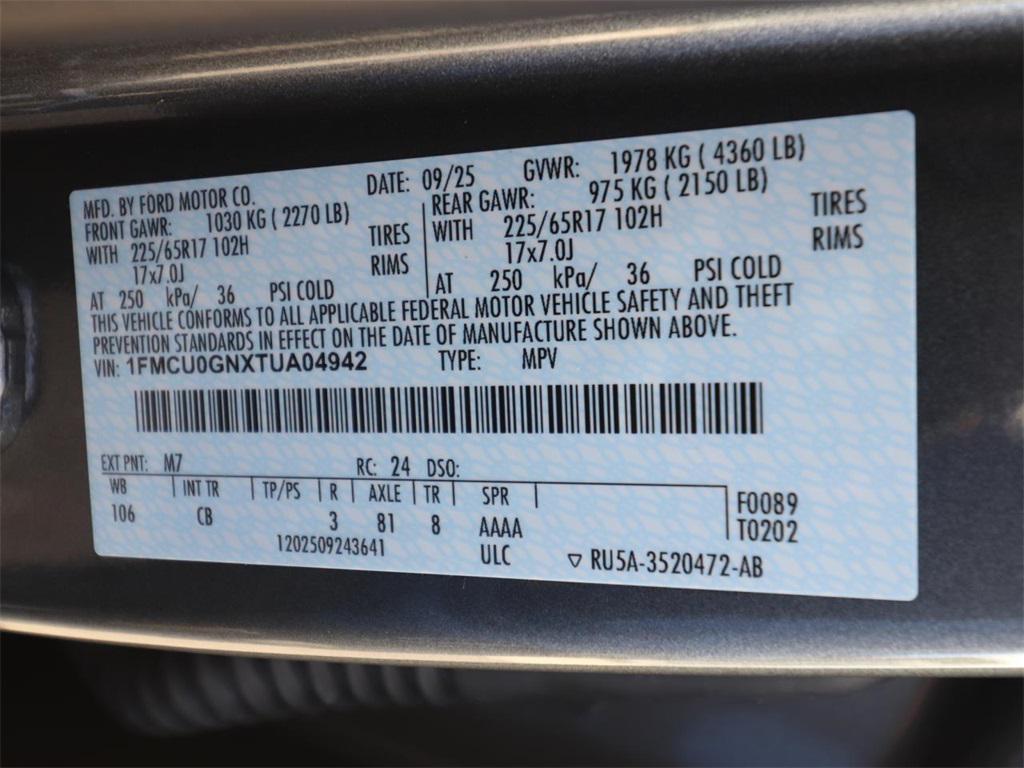 MFD. BY FORD MOTOR CO. DATE: 09/25 GVWR: 1978 KG ( 4360 LB)
FRONT GAWR: 1030 KG ( 2270 LB) REAR GAWR: 975 KG ( 2150 LB)
WITH 225/65R17 102H TIRES WITH 225/65R17 102H TIRES
17x7.0J RIMS 17x7.0J RIMS
AT 250 kPa/ 36 PSI COLD AT 250 kPa/ 36 PSI COLD
THIS VEHICLE CONFORMS TO ALL APPLICABLE FEDERAL MOTOR VEHICLE SAFETY AND THEFT
PREVENTION STANDARDS IN EFFECT ON THE DATE OF MANUFACTURE SHOWN ABOVE.
VIN: 1FMCU0GNXTUA04942 TYPE: MPV
EXT PNT: M7 RC: 24 DSO:
WB INT TR TP/PS R AXLE TR SPR F0089
106 CB 3 81 8 AAAA T0202
1202509243641 ULC ▽ RU5A-3520472-AB